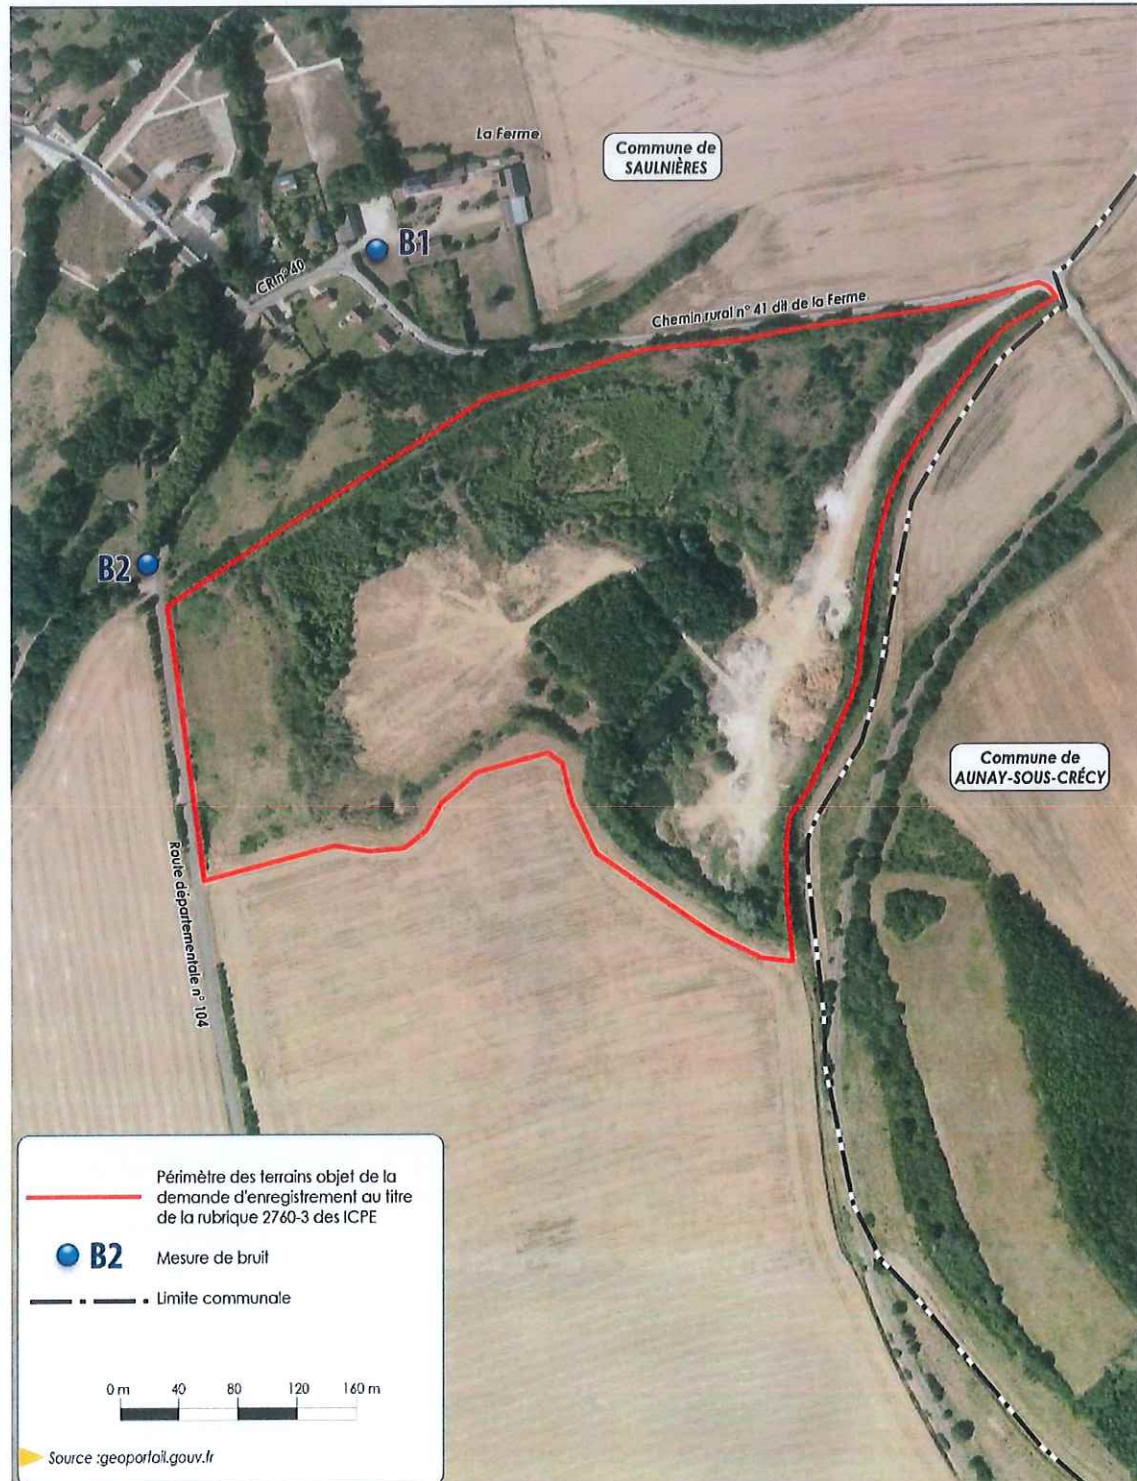 La Ferme
Commune de
SAULNIÈRES
B1
CR n° 40
Chemin rural n° 41 dit de la Ferme
B2
Commune de
AUNAY-SOUS-CRÉCY
Route départementale n° 104
Périmètre des terrains objet de la
demande d'enregistrement au titre
de la rubrique 2760-3 des ICPE
B2
Mesure de bruit
Limite communale
0 m 40 80 120 160 m
Source :geoportail.gouv.fr